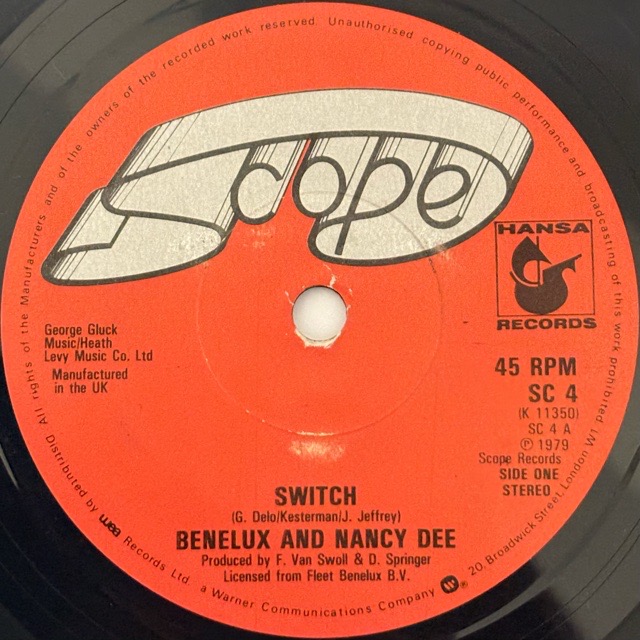 All rights of the Manufacturers and of the owners of the recorded work reserved. Unauthorised copying public performance and broadcasting of this work prohibited.
Scope
HANSA
RECORDS
George Gluck
Music/Heath
Levy Music Co. Ltd
Manufactured
in the UK
45 RPM
SC 4
(K 11350)
SC 4 A
℗ 1979
Scope Records
SIDE ONE
STEREO
SWITCH
(G. Delo/Kesterman/J. Jeffrey)
BENELUX AND NANCY DEE
Produced by F. Van Swoll & D. Springer
Licensed from Fleet Benelux B.V.
Distributed by wea Records Ltd. a Warner Communications Company 20, Broadwick Street, London W1